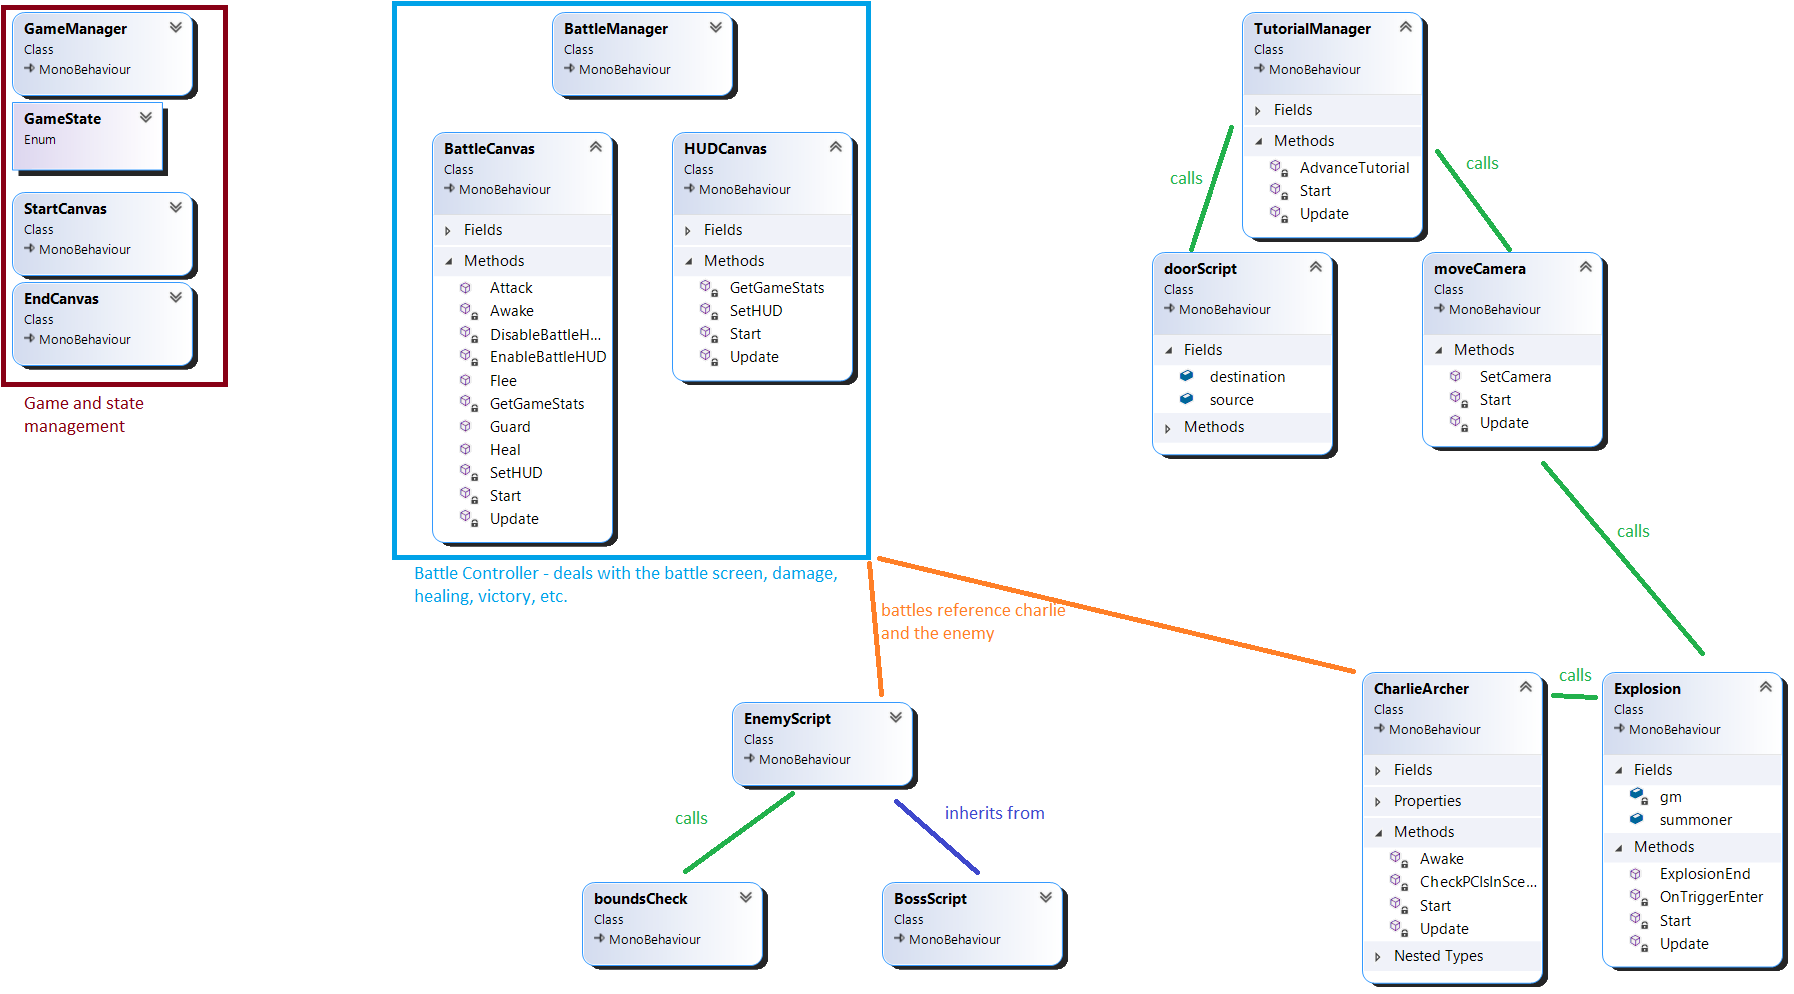 GameManager
Class
MonoBehaviour
GameState
Enum
StartCanvas
Class
MonoBehaviour
EndCanvas
Class
MonoBehaviour
Game and state
management
BattleManager
Class
MonoBehaviour
BattleCanvas
Class
MonoBehaviour
Fields
Methods
Attack
Awake
DisableBattleH...
EnableBattleHUD
Flee
GetGameStats
Guard
Heal
SetHUD
Start
Update
HUDCanvas
Class
MonoBehaviour
Fields
Methods
GetGameStats
SetHUD
Start
Update
Battle Controller - deals with the battle screen, damage,
healing, victory, etc.
battles reference charlie
and the enemy
TutorialManager
Class
MonoBehaviour
Fields
Methods
AdvanceTutorial
Start
Update
calls
calls
doorScript
Class
MonoBehaviour
Fields
destination
source
Methods
moveCamera
Class
MonoBehaviour
Methods
SetCamera
Start
Update
calls
EnemyScript
Class
MonoBehaviour
calls
inherits from
boundsCheck
Class
MonoBehaviour
BossScript
Class
MonoBehaviour
CharlieArcher
Class
MonoBehaviour
Fields
Properties
Methods
Awake
CheckPCIsInSce...
Start
Update
Nested Types
calls
Explosion
Class
MonoBehaviour
Fields
gm
summoner
Methods
ExplosionEnd
OnTriggerEnter
Start
Update